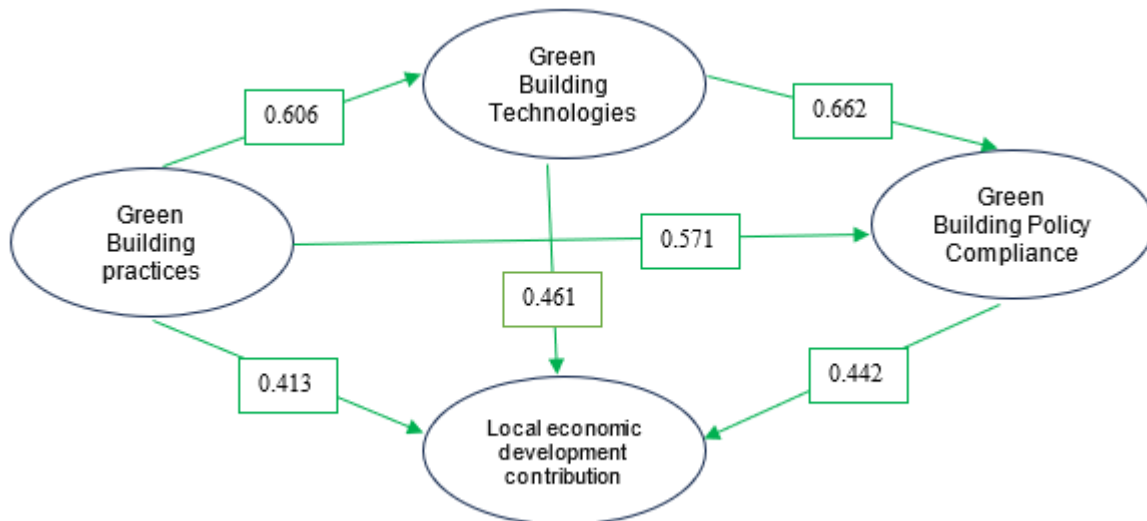 Green
Building
Technologies
0.606
0.662
Green
Building
practices
Green
Building Policy
Compliance
0.571
0.461
0.413
0.442
Local economic
development
contribution